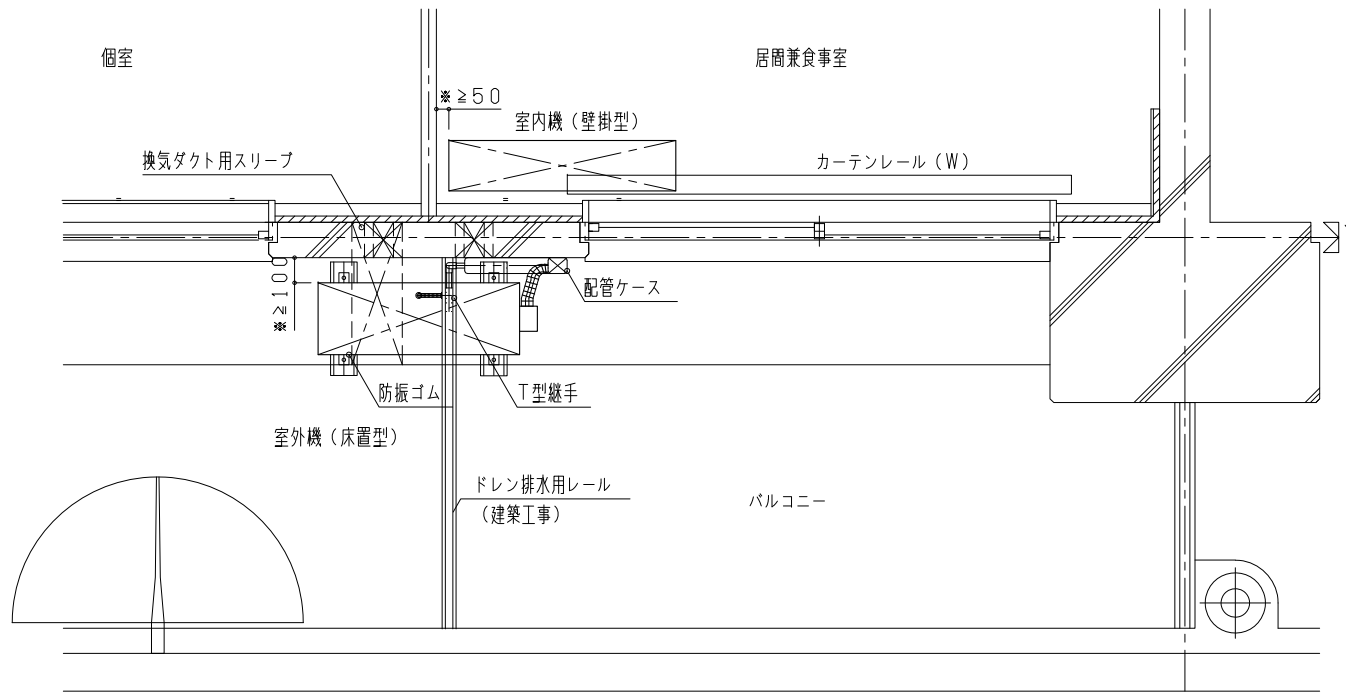 個室
居間兼食事室
※≥50
室内機（壁掛型）
換気ダクト用スリーブ
カーテンレール（W）
※≥100
配管ケース
防振ゴム
T型継手
室外機（床置型）
ドレン排水用レール
（建築工事）
バルコニー